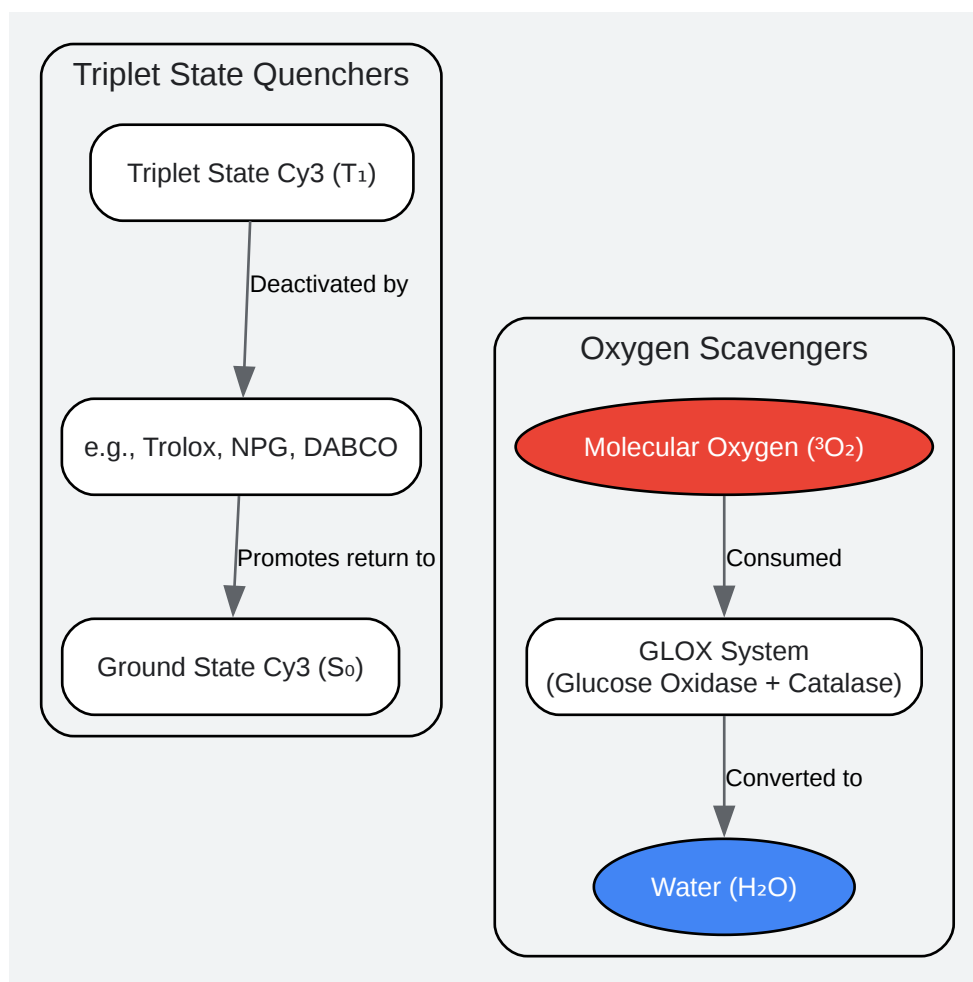 Triplet State Quenchers
Triplet State Cy3 (T₁)
Deactivated by
e.g., Trolox, NPG, DABCO
Promotes return to
Ground State Cy3 (S₀)
Oxygen Scavengers
Molecular Oxygen (³O₂)
Consumed
GLOX System
(Glucose Oxidase + Catalase)
Converted to
Water (H₂O)